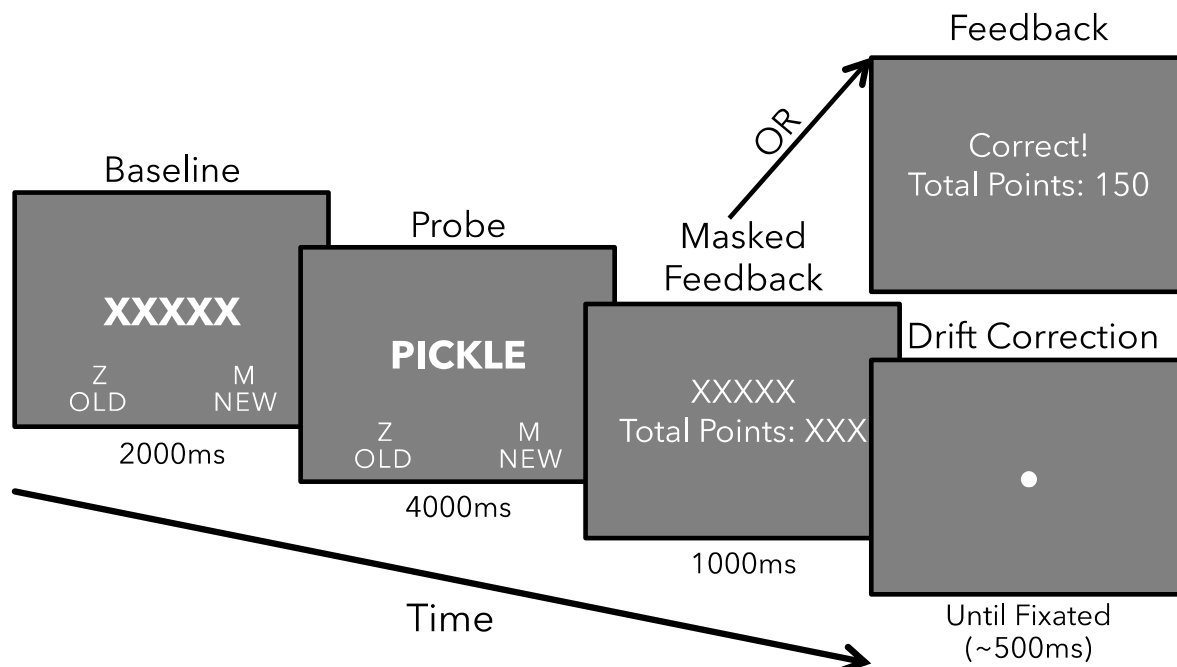 Baseline
XXXXX
Z M
OLD NEW
2000ms
Probe
PICKLE
Z M
OLD NEW
4000ms
Masked
Feedback
XXXXX
Total Points: XXX
1000ms
OR
Feedback
Correct!
Total Points: 150
Drift Correction
Until Fixated
(~500ms)
Time